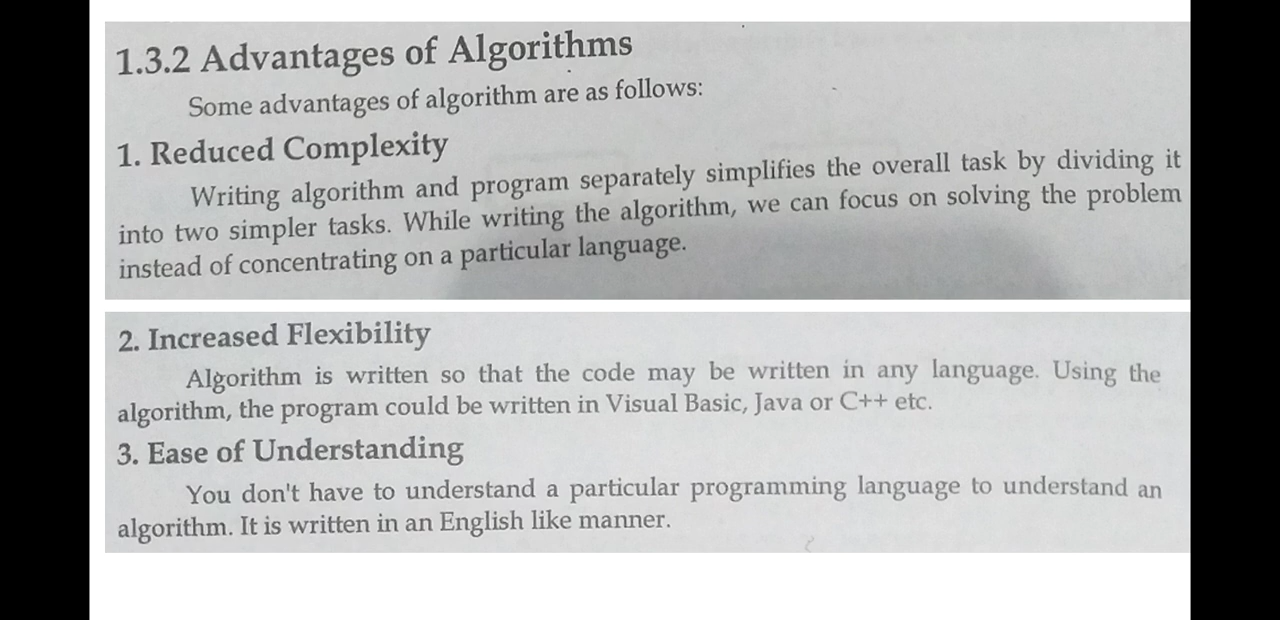 1.3.2 Advantages of Algorithms
Some advantages of algorithm are as follows:
1. Reduced Complexity
Writing algorithm and program separately simplifies the overall task by dividing it
into two simpler tasks. While writing the algorithm, we can focus on solving the problem
instead of concentrating on a particular language.
2. Increased Flexibility
Algorithm is written so that the code may be written in any language. Using the
algorithm, the program could be written in Visual Basic, Java or C++ etc.
3. Ease of Understanding
You don't have to understand a particular programming language to understand an
algorithm. It is written in an English like manner.